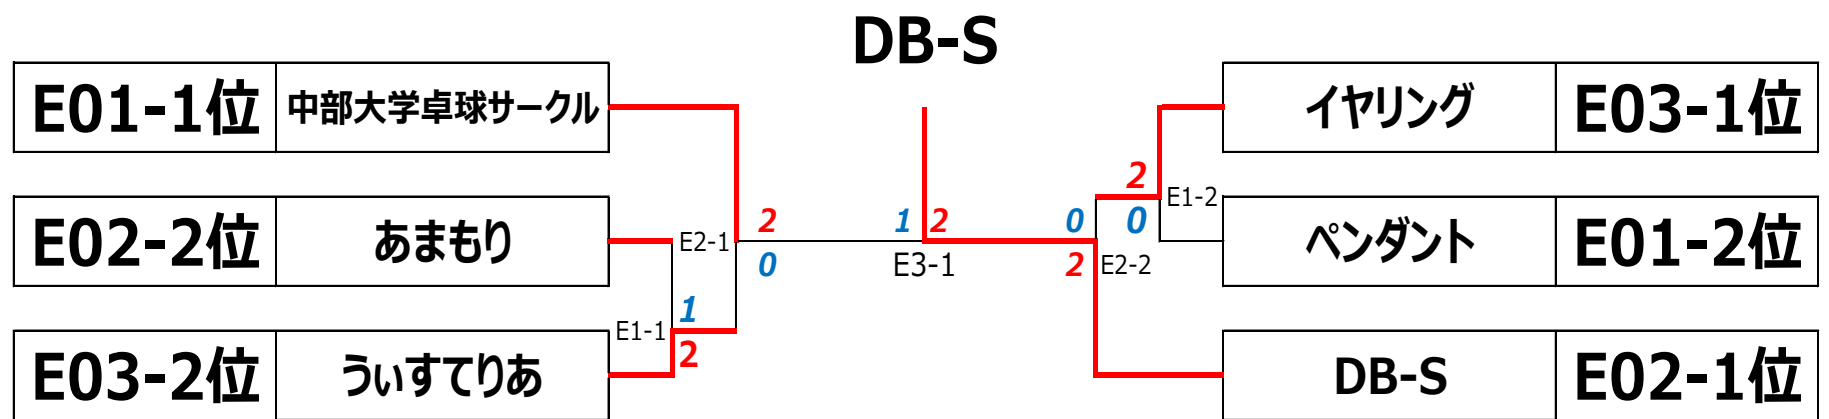 DB-S
E01-1位 中部大学卓球サークル
イヤリング E03-1位
2
E1-2
E02-2位 あまもり
E2-1
2
1 2
0
0
ペンダント E01-2位
0
E3-1
2
E2-2
1
E1-1
E03-2位 うぃすてりあ
2
DB-S E02-1位